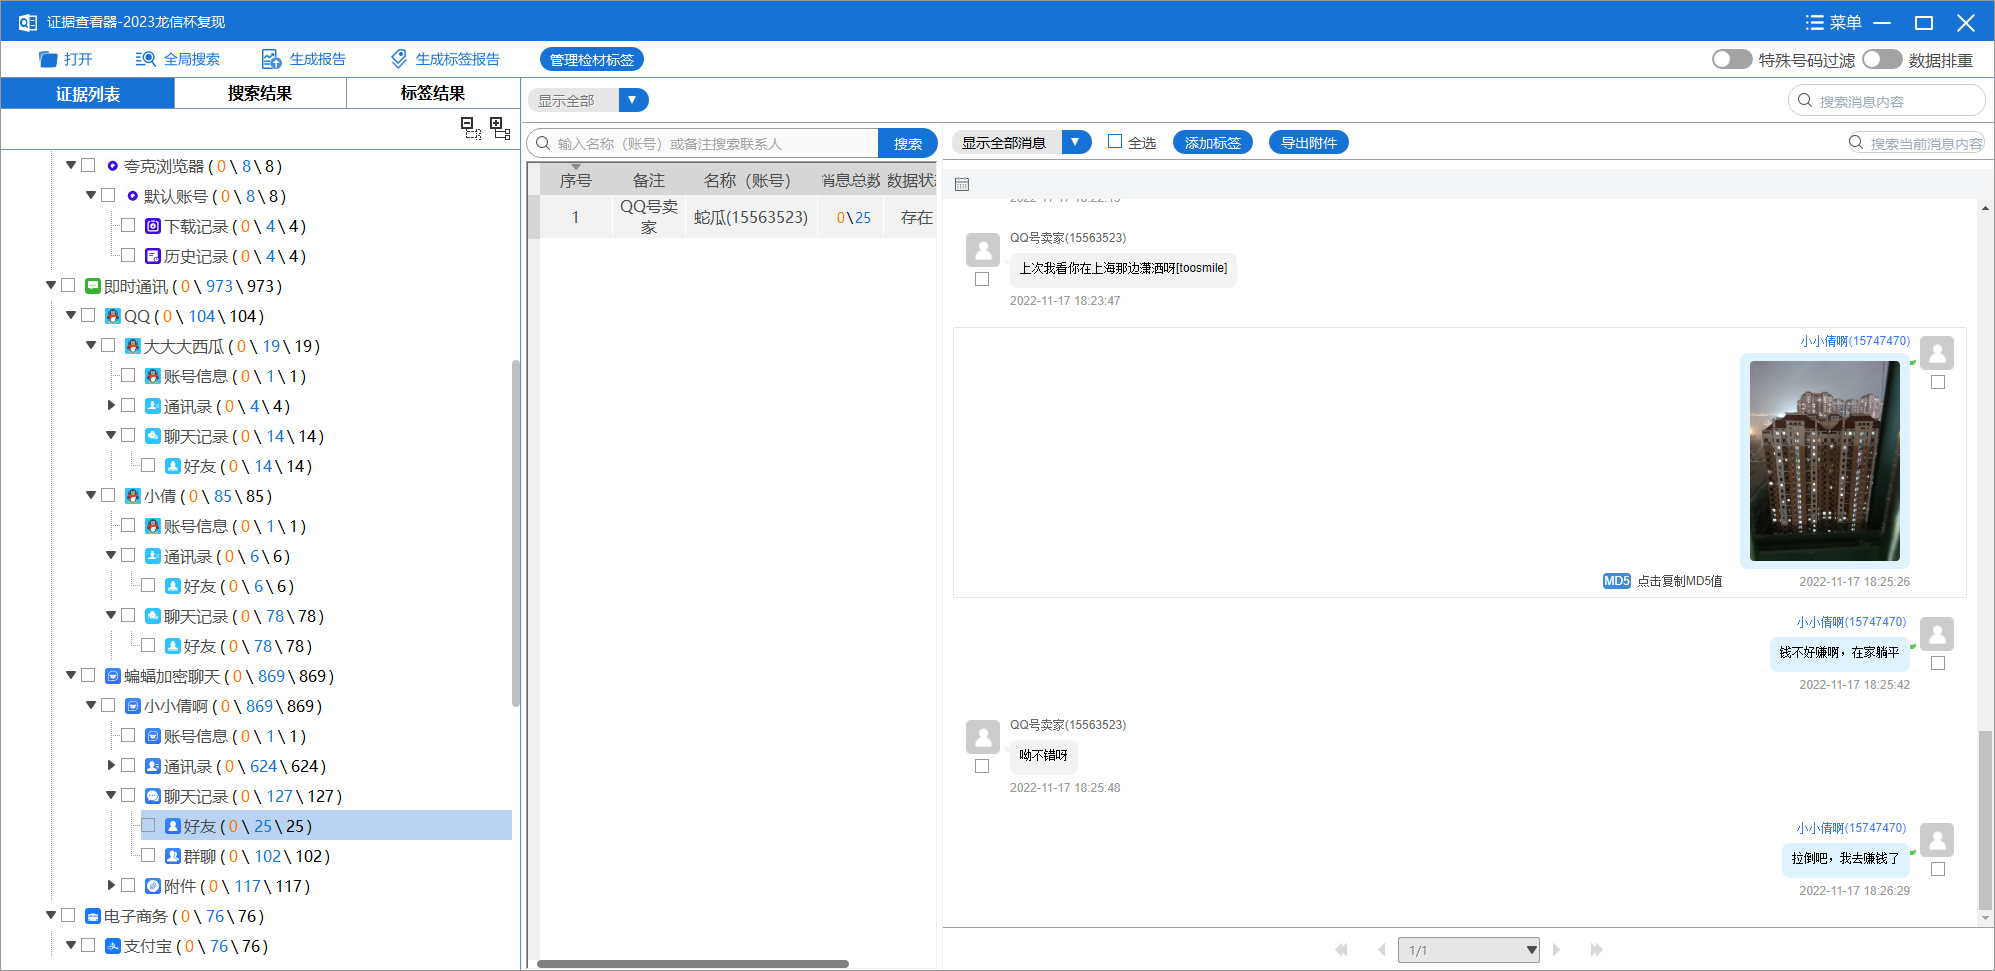 证据查看器-2023龙信杯复现
菜单
打开
全局搜索
生成报告
生成标签报告
管理检材标签
特殊号码过滤
数据排重
证据列表
搜索结果
标签结果
夸克浏览器 ( 0 \ 8 \ 8 )
默认账号 ( 0 \ 8 \ 8 )
下载记录 ( 0 \ 4 \ 4 )
历史记录 ( 0 \ 4 \ 4 )
即时通讯 ( 0 \ 973 \ 973 )
QQ ( 0 \ 104 \ 104 )
大大大西瓜 ( 0 \ 19 \ 19 )
账号信息 ( 0 \ 1 \ 1 )
通讯录 ( 0 \ 4 \ 4 )
聊天记录 ( 0 \ 14 \ 14 )
好友 ( 0 \ 14 \ 14 )
小倩 ( 0 \ 85 \ 85 )
账号信息 ( 0 \ 1 \ 1 )
通讯录 ( 0 \ 6 \ 6 )
好友 ( 0 \ 6 \ 6 )
聊天记录 ( 0 \ 78 \ 78 )
好友 ( 0 \ 78 \ 78 )
蝙蝠加密聊天 ( 0 \ 869 \ 869 )
小小倩啊 ( 0 \ 869 \ 869 )
账号信息 ( 0 \ 1 \ 1 )
通讯录 ( 0 \ 624 \ 624 )
聊天记录 ( 0 \ 127 \ 127 )
好友 ( 0 \ 25 \ 25 )
群聊 ( 0 \ 102 \ 102 )
附件 ( 0 \ 117 \ 117 )
电子商务 ( 0 \ 76 \ 76 )
支付宝 ( 0 \ 76 \ 76 )
显示全部
搜索消息内容
输入名称（账号）或备注搜索联系人
搜索
序号 备注 名称（账号） 消息总数 数据状
1 QQ号卖家 蛇瓜(15563523) 0\25 存在
显示全部消息
全选
添加标签
导出附件
搜索当前消息内容
2022-11-17 18:22:15
QQ号卖家(15563523)
上次我看你在上海那边潇洒呀[toosmile]
2022-11-17 18:23:47
小小倩啊(15747470)
MD5 点击复制MD5值
2022-11-17 18:25:26
小小倩啊(15747470)
钱不好赚啊，在家躺平
2022-11-17 18:25:42
QQ号卖家(15563523)
呦不错呀
2022-11-17 18:25:48
小小倩啊(15747470)
拉倒吧，我去赚钱了
2022-11-17 18:26:29
1/1